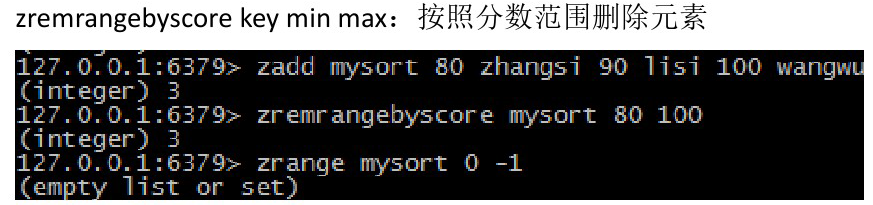 zremrangebyscore key min max：按照分数范围删除元素
127.0.0.1:6379> zadd mysort 80 zhangsi 90 lisi 100 wangwu
(integer) 3
127.0.0.1:6379> zremrangebyscore mysort 80 100
(integer) 3
127.0.0.1:6379> zrange mysort 0 -1
(empty list or set)